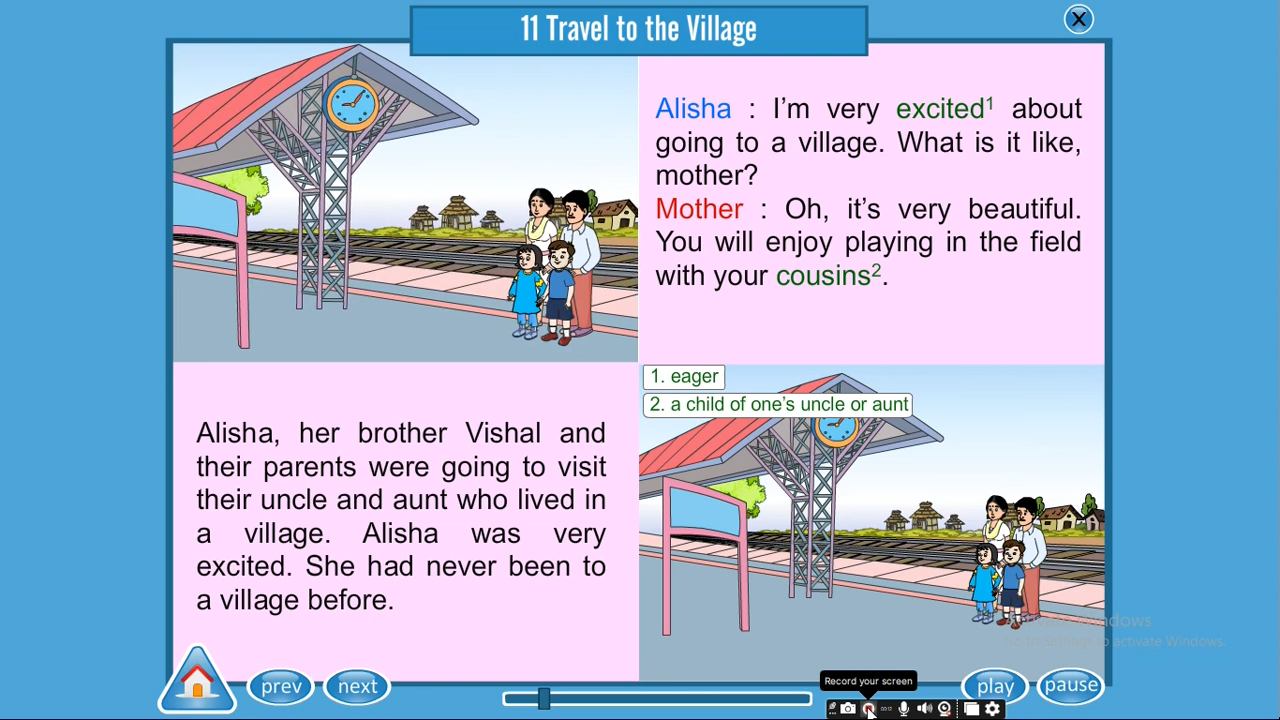 11 Travel to the Village
X
Alisha : I'm very excited¹ about
going to a village. What is it like,
mother?
Mother : Oh, it's very beautiful.
You will enjoy playing in the field
with your cousins².
1. eager
2. a child of one's uncle or aunt
Alisha, her brother Vishal and
their parents were going to visit
their uncle and aunt who lived in
a village. Alisha was very
excited. She had never been to
a village before.
prev
next
Record your screen
play
pause
to activate Windows.